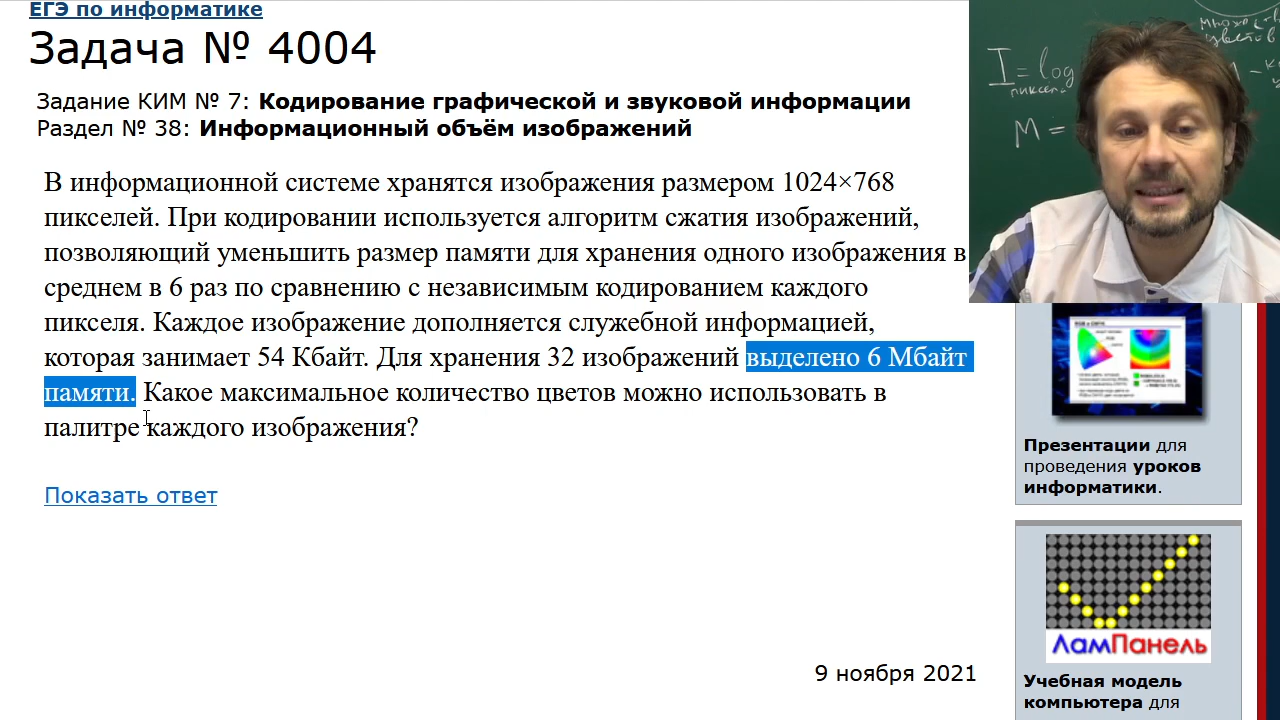 ЕГЭ по информатике
Задача № 4004
Задание КИМ № 7: Кодирование графической и звуковой информации
Раздел № 38: Информационный объём изображений
В информационной системе хранятся изображения размером 1024×768
пикселей. При кодировании используется алгоритм сжатия изображений,
позволяющий уменьшить размер памяти для хранения одного изображения в
среднем в 6 раз по сравнению с независимым кодированием каждого
пикселя. Каждое изображение дополняется служебной информацией,
которая занимает 54 Кбайт. Для хранения 32 изображений выделено 6 Мбайт
памяти. Какое максимальное количество цветов можно использовать в
палитре каждого изображения?
Показать ответ
9 ноября 2021
I = log
пиксела
M =
цветов
Презентации для
проведения уроков
информатики.
ЛамПанель
Учебная модель
компьютера для